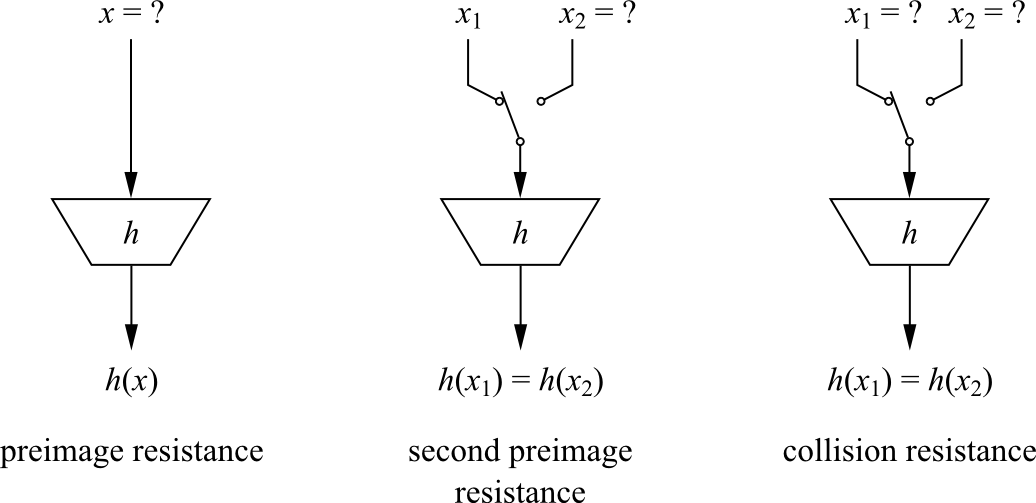 x = ?
x₁ x₂ = ?
x₁ = ? x₂ = ?
h
h
h
h(x)
h(x₁) = h(x₂)
h(x₁) = h(x₂)
preimage resistance
second preimage
resistance
collision resistance